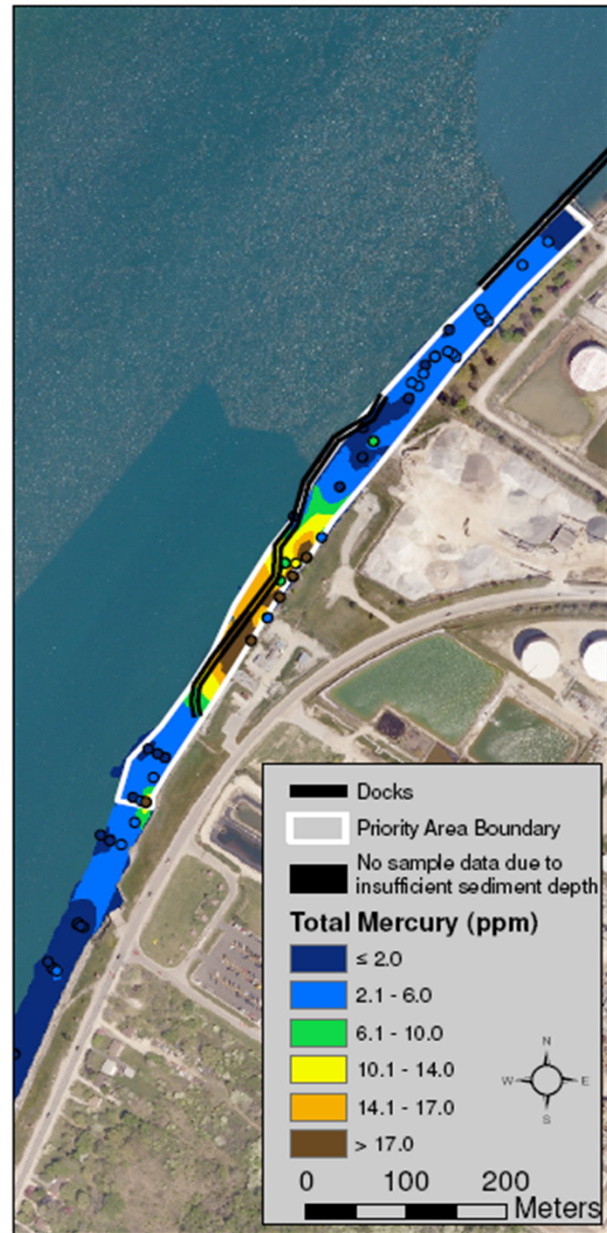 Docks
Priority Area Boundary
No sample data due to
insufficient sediment depth
Total Mercury (ppm)
≤ 2.0
2.1 - 6.0
6.1 - 10.0
10.1 - 14.0
14.1 - 17.0
> 17.0
N
W E
S
0 100 200
Meters